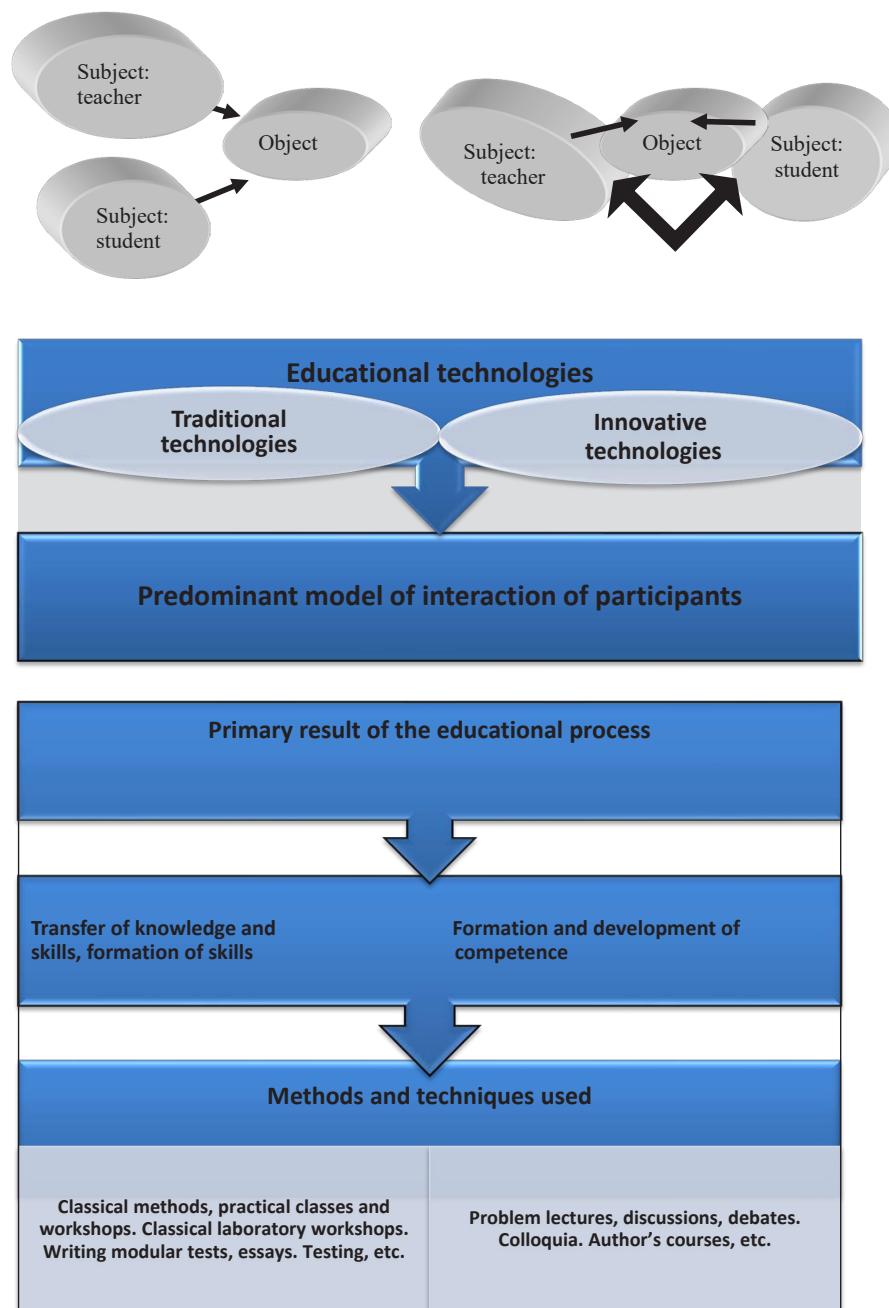 Subject:
teacher
Object
Subject:
student
Subject:
teacher
Object
Subject:
student
Educational technologies
Traditional
technologies
Innovative
technologies
Predominant model of interaction of participants
Primary result of the educational process
Transfer of knowledge and
skills, formation of skills
Formation and development of
competence
Methods and techniques used
Classical methods, practical classes and
workshops. Classical laboratory workshops.
Writing modular tests, essays. Testing, etc.
Problem lectures, discussions, debates.
Colloquia. Author’s courses, etc.